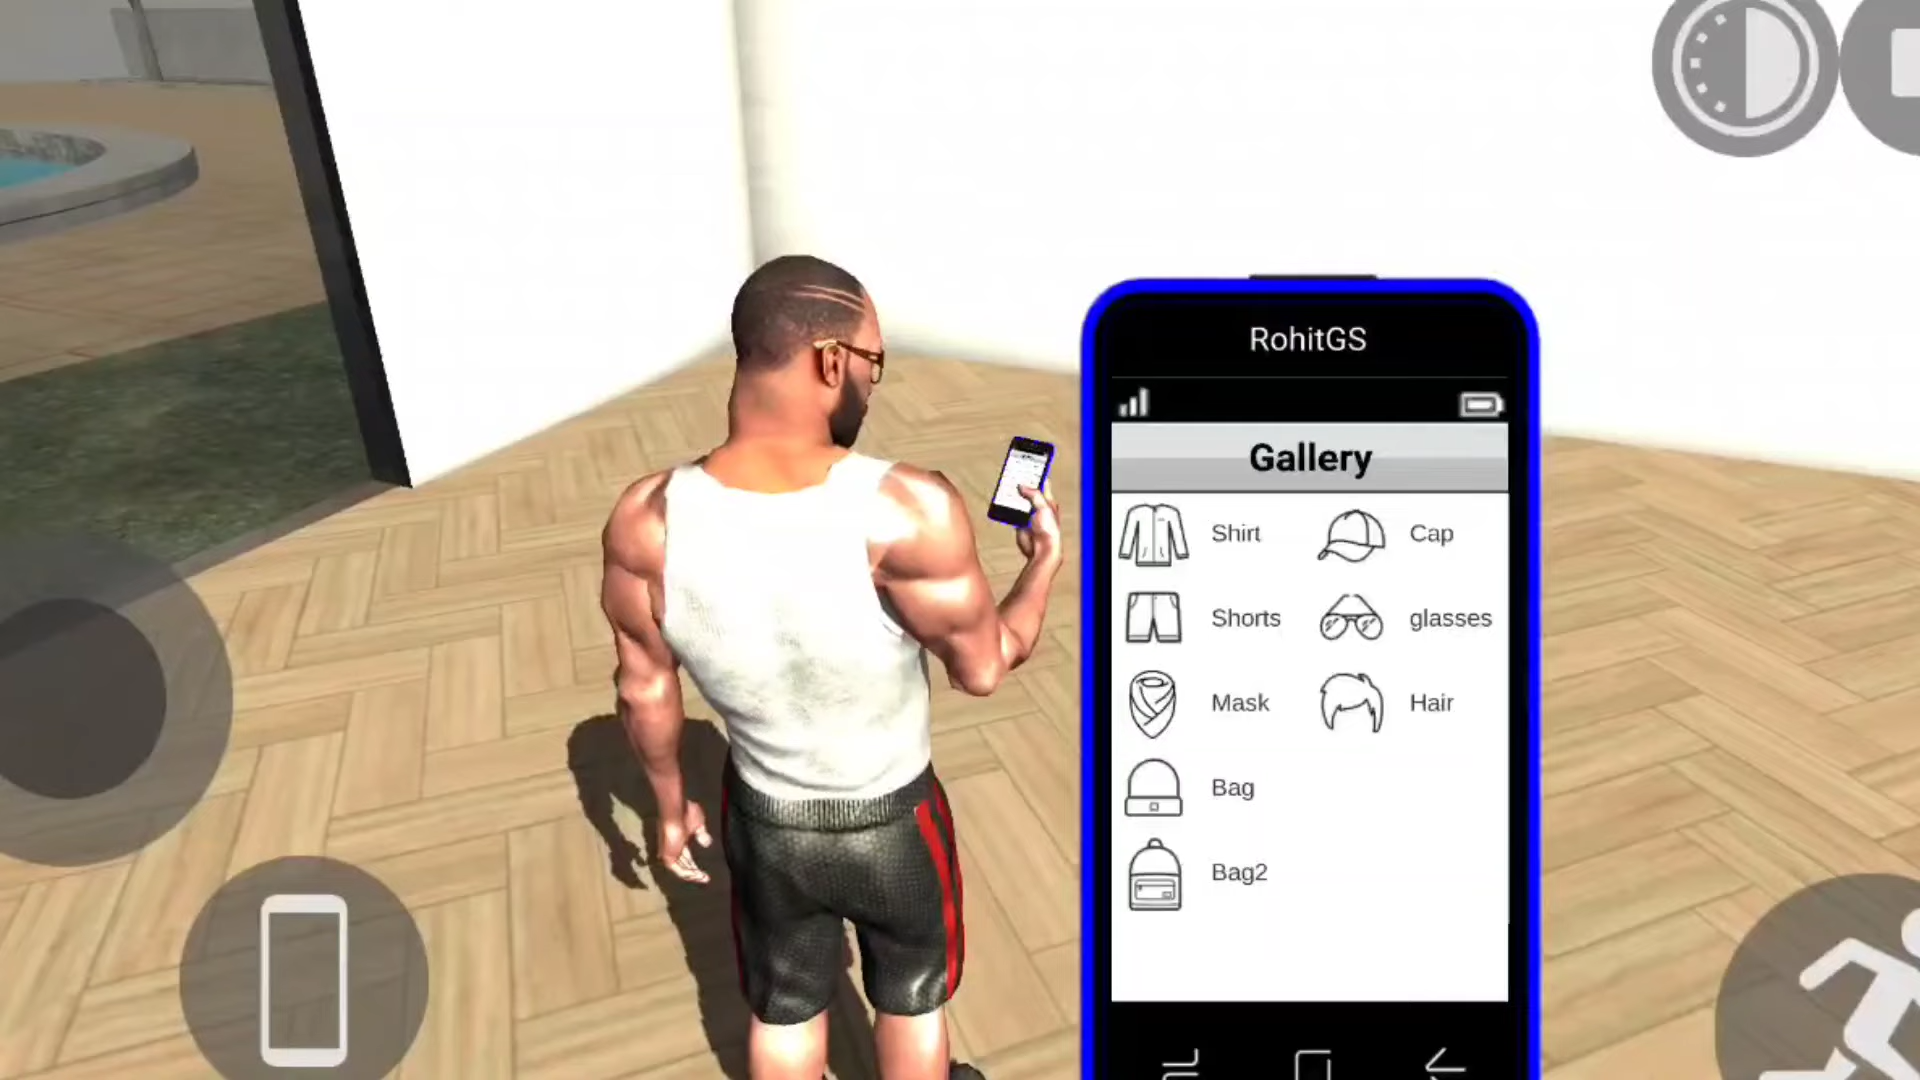 RohitGS
Gallery
Shirt Cap
Shorts glasses
Mask Hair
Bag
Bag2